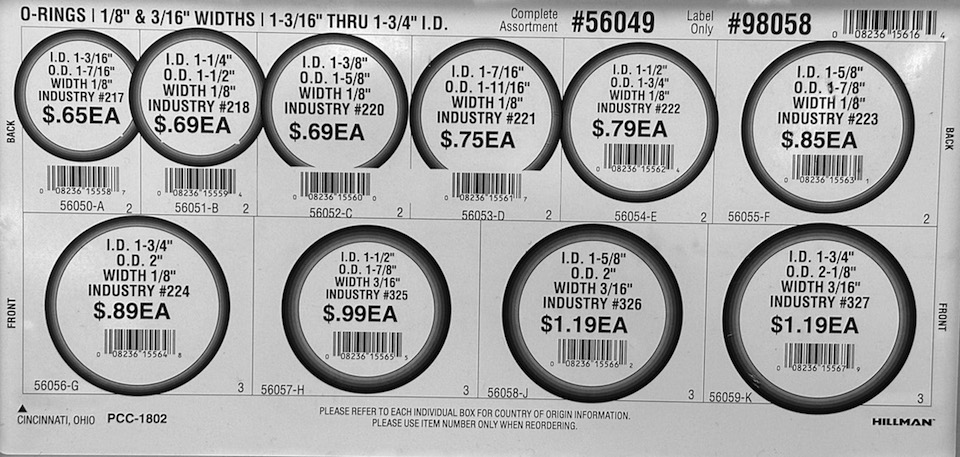 O-RINGS | 1/8" & 3/16" WIDTHS | 1-3/16" THRU 1-3/4" I.D.
Complete Assortment #56049
Label Only #98058
0 08236 15616 4
BACK
I.D. 1-3/16"
O.D. 1-7/16"
WIDTH 1/8"
INDUSTRY #217
$.65EA
0 08236 15558 7
56050-A 2
I.D. 1-1/4"
O.D. 1-1/2"
WIDTH 1/8"
INDUSTRY #218
$.69EA
0 08236 15559 4
56051-B 2
I.D. 1-3/8"
O.D. 1-5/8"
WIDTH 1/8"
INDUSTRY #220
$.69EA
0 08236 15560 0
56052-C 2
I.D. 1-7/16"
O.D. 1-11/16"
WIDTH 1/8"
INDUSTRY #221
$.75EA
0 08236 15561 7
56053-D 2
I.D. 1-1/2"
O.D. 1-3/4"
WIDTH 1/8"
INDUSTRY #222
$.79EA
0 08236 15562 4
56054-E 2
I.D. 1-5/8"
O.D. 1-7/8"
WIDTH 1/8"
INDUSTRY #223
$.85EA
0 08236 15563 1
56055-F 2
BACK
FRONT
I.D. 1-3/4"
O.D. 2"
WIDTH 1/8"
INDUSTRY #224
$.89EA
0 08236 15564 8
56056-G 3
I.D. 1-1/2"
O.D. 1-7/8"
WIDTH 3/16"
INDUSTRY #325
$.99EA
0 08236 15565 5
56057-H 3
I.D. 1-5/8"
O.D. 2"
WIDTH 3/16"
INDUSTRY #326
$1.19EA
0 08236 15566 2
56058-J 3
I.D. 1-3/4"
O.D. 2-1/8"
WIDTH 3/16"
INDUSTRY #327
$1.19EA
0 08236 15567 9
56059-K 3
FRONT
CINCINNATI, OHIO PCC-1802
PLEASE REFER TO EACH INDIVIDUAL BOX FOR COUNTRY OF ORIGIN INFORMATION.
PLEASE USE ITEM NUMBER ONLY WHEN REORDERING.
HILLMAN